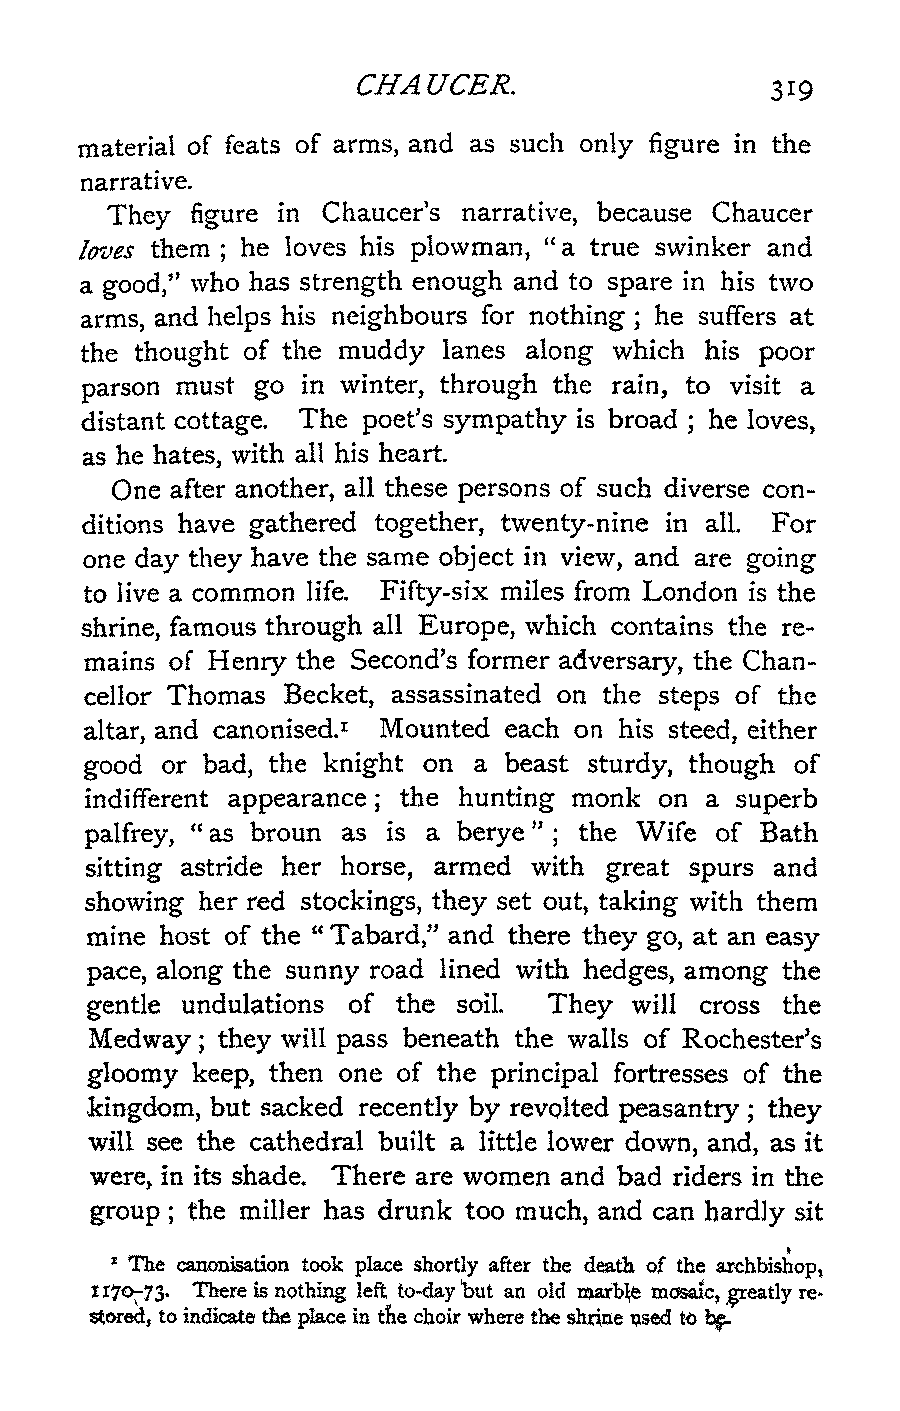 CHAUCER. 319
material of feats of arms, and as such only figure in the
narrative.
They figure in Chaucer's narrative, because Chaucer
loves them ; he loves his plowman, “a true swinker and
a good,” who has strength enough and to spare in his two
arms, and helps his neighbours for nothing ; he suffers at
the thought of the muddy lanes along which his poor
parson must go in winter, through the rain, to visit a
distant cottage. The poet's sympathy is broad ; he loves,
as he hates, with all his heart.
One after another, all these persons of such diverse con-
ditions have gathered together, twenty-nine in all. For
one day they have the same object in view, and are going
to live a common life. Fifty-six miles from London is the
shrine, famous through all Europe, which contains the re-
mains of Henry the Second's former adversary, the Chan-
cellor Thomas Becket, assassinated on the steps of the
altar, and canonised.¹ Mounted each on his steed, either
good or bad, the knight on a beast sturdy, though of
indifferent appearance ; the hunting monk on a superb
palfrey, “as broun as is a berye” ; the Wife of Bath
sitting astride her horse, armed with great spurs and
showing her red stockings, they set out, taking with them
mine host of the “Tabard,” and there they go, at an easy
pace, along the sunny road lined with hedges, among the
gentle undulations of the soil. They will cross the
Medway ; they will pass beneath the walls of Rochester's
gloomy keep, then one of the principal fortresses of the
kingdom, but sacked recently by revolted peasantry ; they
will see the cathedral built a little lower down, and, as it
were, in its shade. There are women and bad riders in the
group ; the miller has drunk too much, and can hardly sit
¹ The canonisation took place shortly after the death of the archbishop,
1170-73. There is nothing left to-day but an old marble mosaic, greatly re-
stored, to indicate the place in the choir where the shrine used to be.